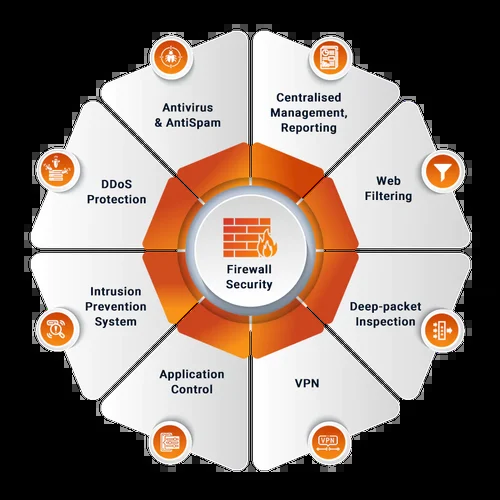 Antivirus
& AntiSpam
Centralised
Management,
Reporting
Web
Filtering
Deep-packet
Inspection
VPN
VPN
Application
Control
Intrusion
Prevention
System
DDoS
Protection
Firewall
Security